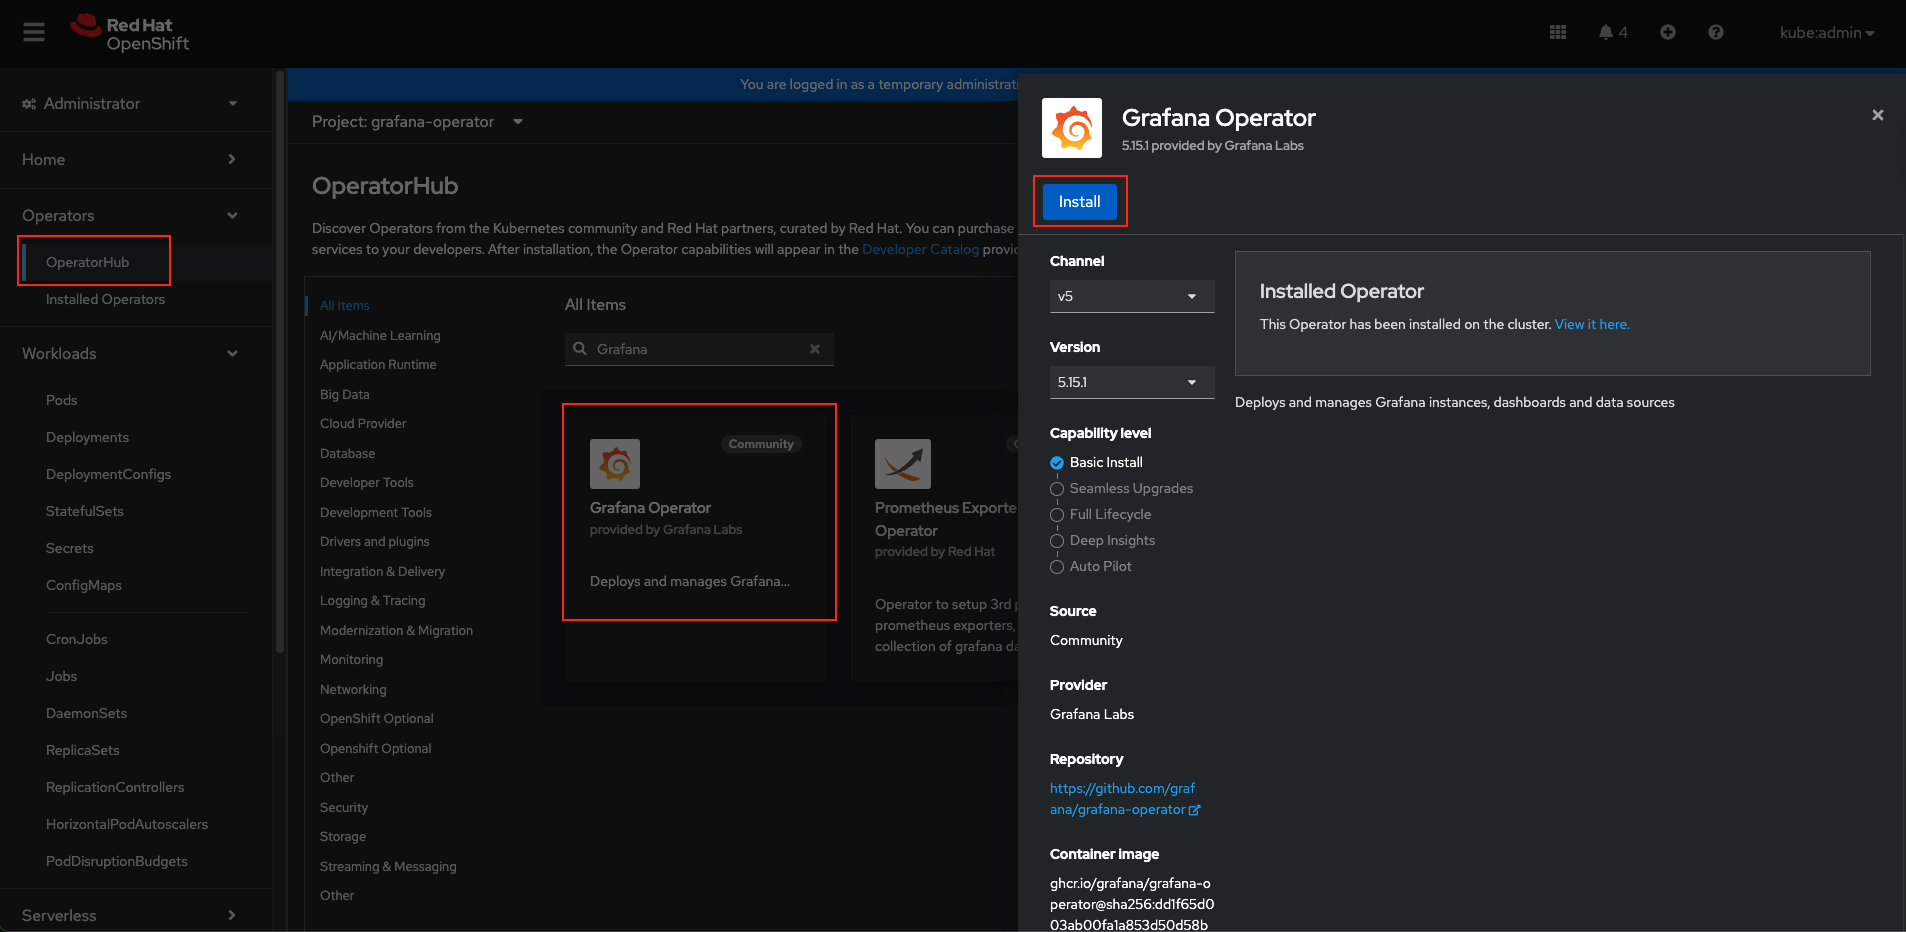 Red Hat
OpenShift
4
kube:admin
Administrator
Home
Operators
OperatorHub
Installed Operators
Workloads
Pods
Deployments
DeploymentConfigs
StatefulSets
Secrets
ConfigMaps
CronJobs
Jobs
DaemonSets
ReplicaSets
ReplicationControllers
HorizontalPodAutoscalers
PodDisruptionBudgets
Serverless
You are logged in as a temporary administrati
Project: grafana-operator
OperatorHub
Discover Operators from the Kubernetes community and Red Hat partners, curated by Red Hat. You can purchase
services to your developers. After installation, the Operator capabilities will appear in the Developer Catalog provi
All Items
AI/Machine Learning
Application Runtime
Big Data
Cloud Provider
Database
Developer Tools
Development Tools
Drivers and plugins
Integration & Delivery
Logging & Tracing
Modernization & Migration
Monitoring
Networking
OpenShift Optional
Openshift Optional
Other
Security
Storage
Streaming & Messaging
Other
All Items
Grafana
Community
Grafana Operator
provided by Grafana Labs
Deploys and manages Grafana...
Prometheus Exporte
Operator
provided by Red Hat
Operator to setup 3rd p
prometheus exporters,
collection of grafana da
Grafana Operator
5.15.1 provided by Grafana Labs
Install
Channel
v5
Version
5.15.1
Capability level
Basic Install
Seamless Upgrades
Full Lifecycle
Deep Insights
Auto Pilot
Source
Community
Provider
Grafana Labs
Repository
https://github.com/graf
ana/grafana-operator
Container image
ghcr.io/grafana/grafana-o
perator@sha256:dd1f65d0
03ab00fa1a853d50d58b
Installed Operator
This Operator has been installed on the cluster. View it here.
Deploys and manages Grafana instances, dashboards and data sources